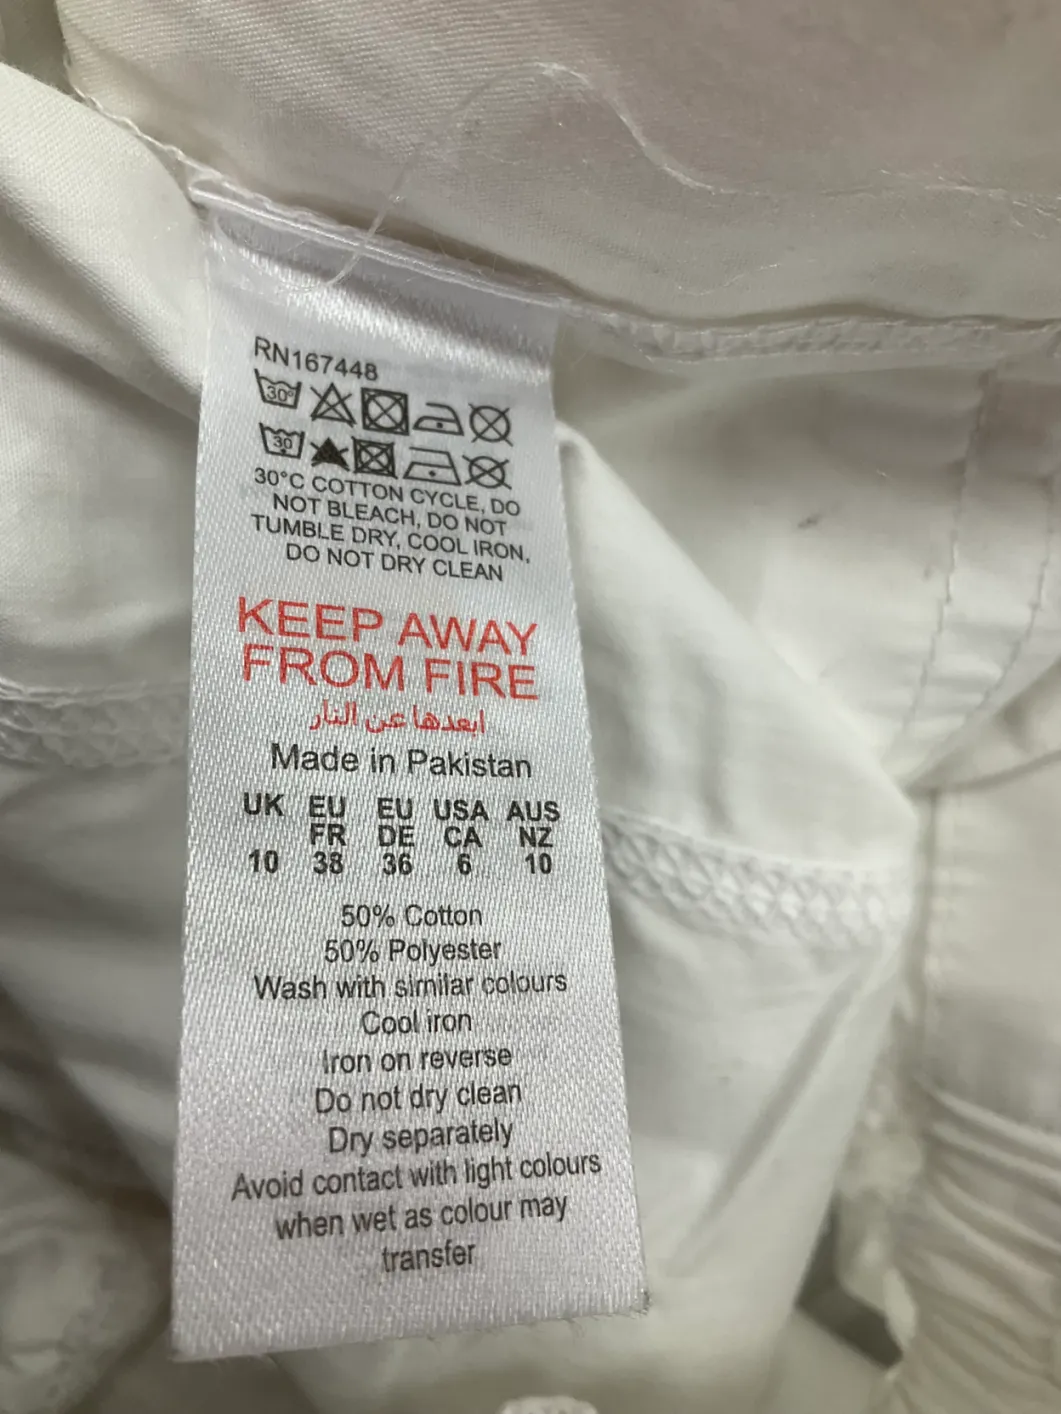 RN167448
30°
30
30°C COTTON CYCLE, DO
NOT BLEACH, DO NOT
TUMBLE DRY, COOL IRON,
DO NOT DRY CLEAN
KEEP AWAY
FROM FIRE
ابعدها عن النار
Made in Pakistan
UK EU EU USA AUS
FR DE CA NZ
10 38 36 6 10
50% Cotton
50% Polyester
Wash with similar colours
Cool iron
Iron on reverse
Do not dry clean
Dry separately
Avoid contact with light colours
when wet as colour may
transfer